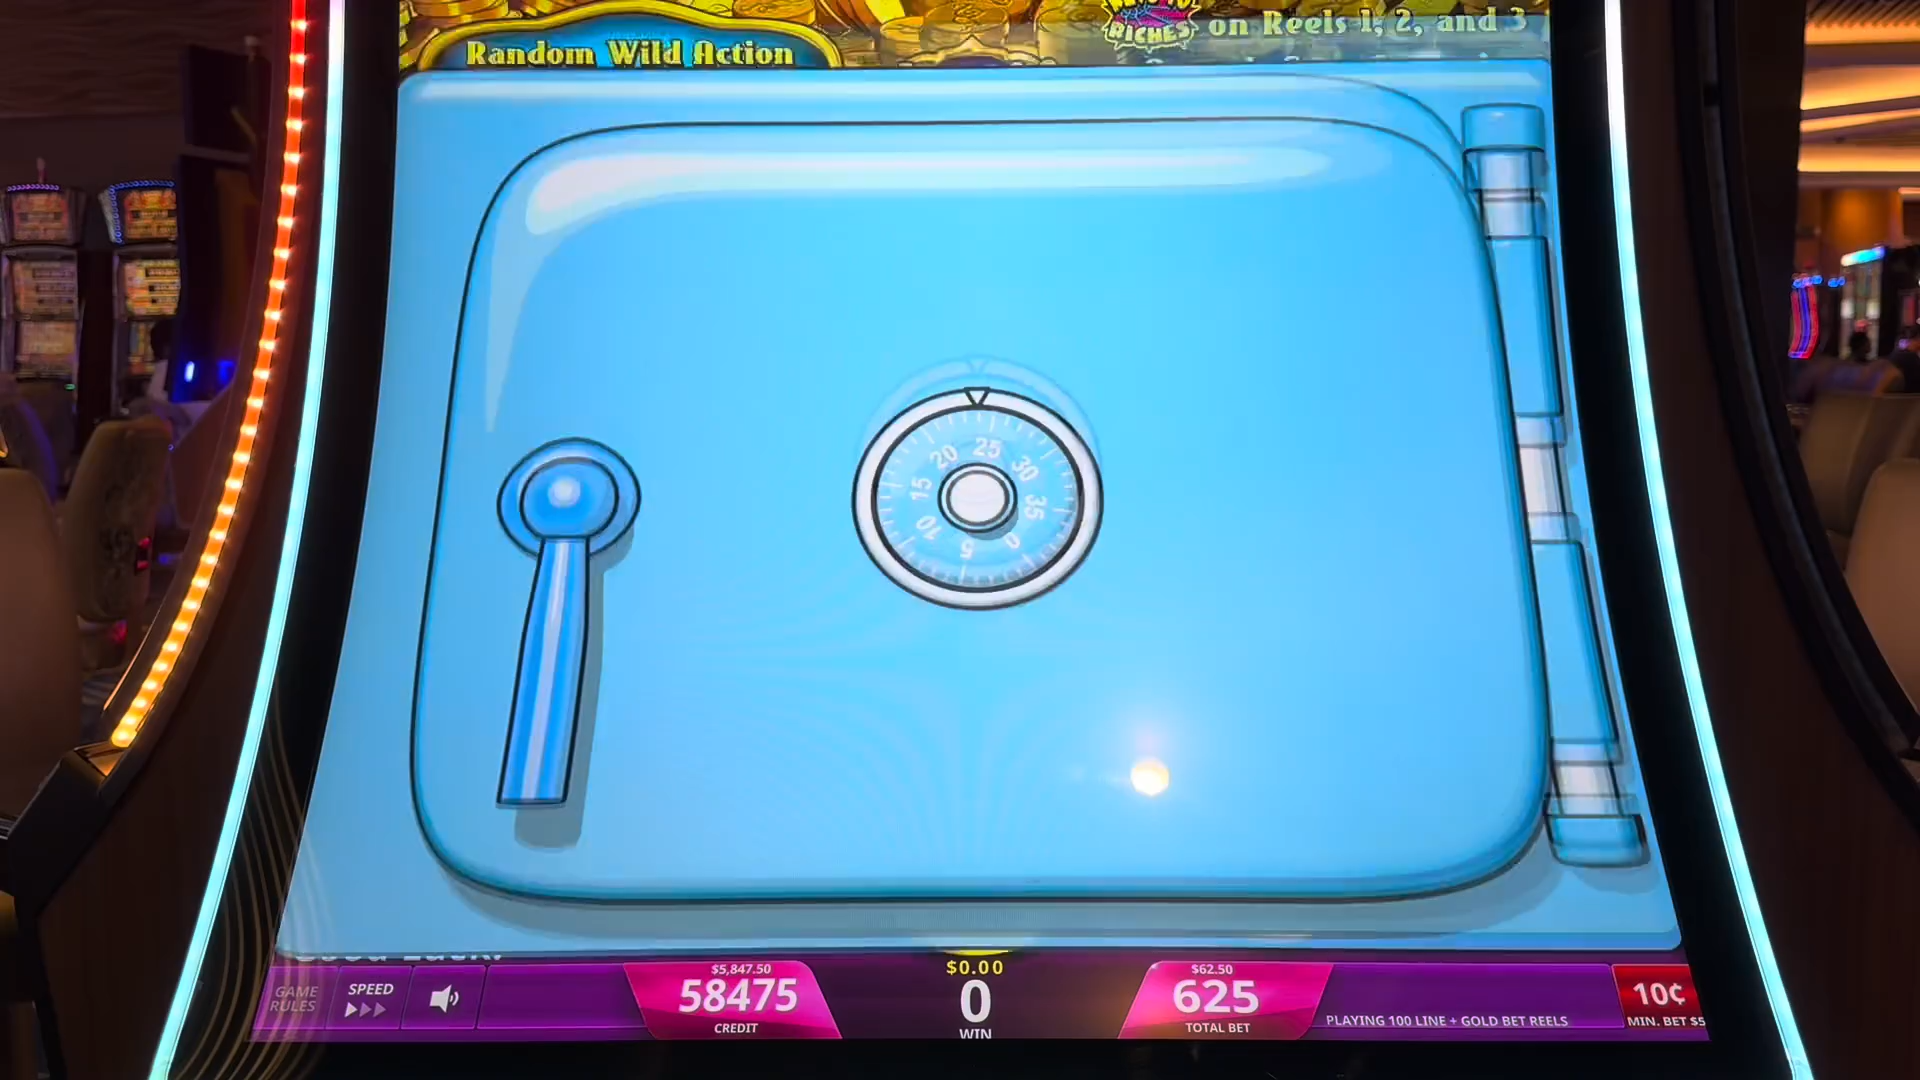 RICHES on Reels 1, 2, and 3
Random Wild Action
20 25 30
15 35
10 5 0
Good Luck!
GAME RULES
SPEED
$5,847.50
58475
CREDIT
$0.00
0
WIN
$62.50
625
TOTAL BET
PLAYING 100 LINE + GOLD BET REELS
10¢
MIN. BET $5